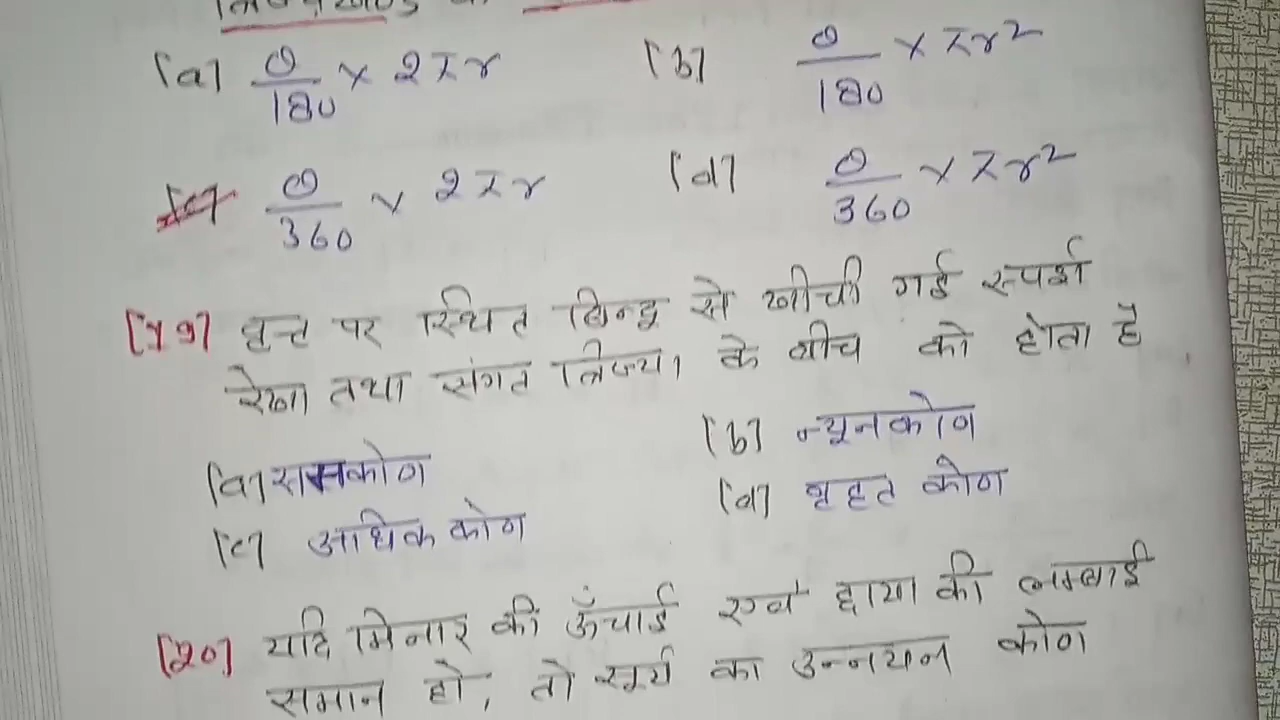 [a] θ/180 × 2πr [b] θ/180 × πr²
[c] θ/360 × 2πr [d] θ/360 × πr²
[19] वृत्त पर स्थित बिन्दू से खीची गई स्पर्श
रेखा तथा संगत त्रिज्या के बीच को होता है
[a] समकोण [b] न्यूनकोण
[c] अधिक कोण [d] बृहत कोण
[20] यदि मिनार की ऊँचाई एवं छाया की लम्बाई
समान हो, तो सूर्य का उन्नयन कोण